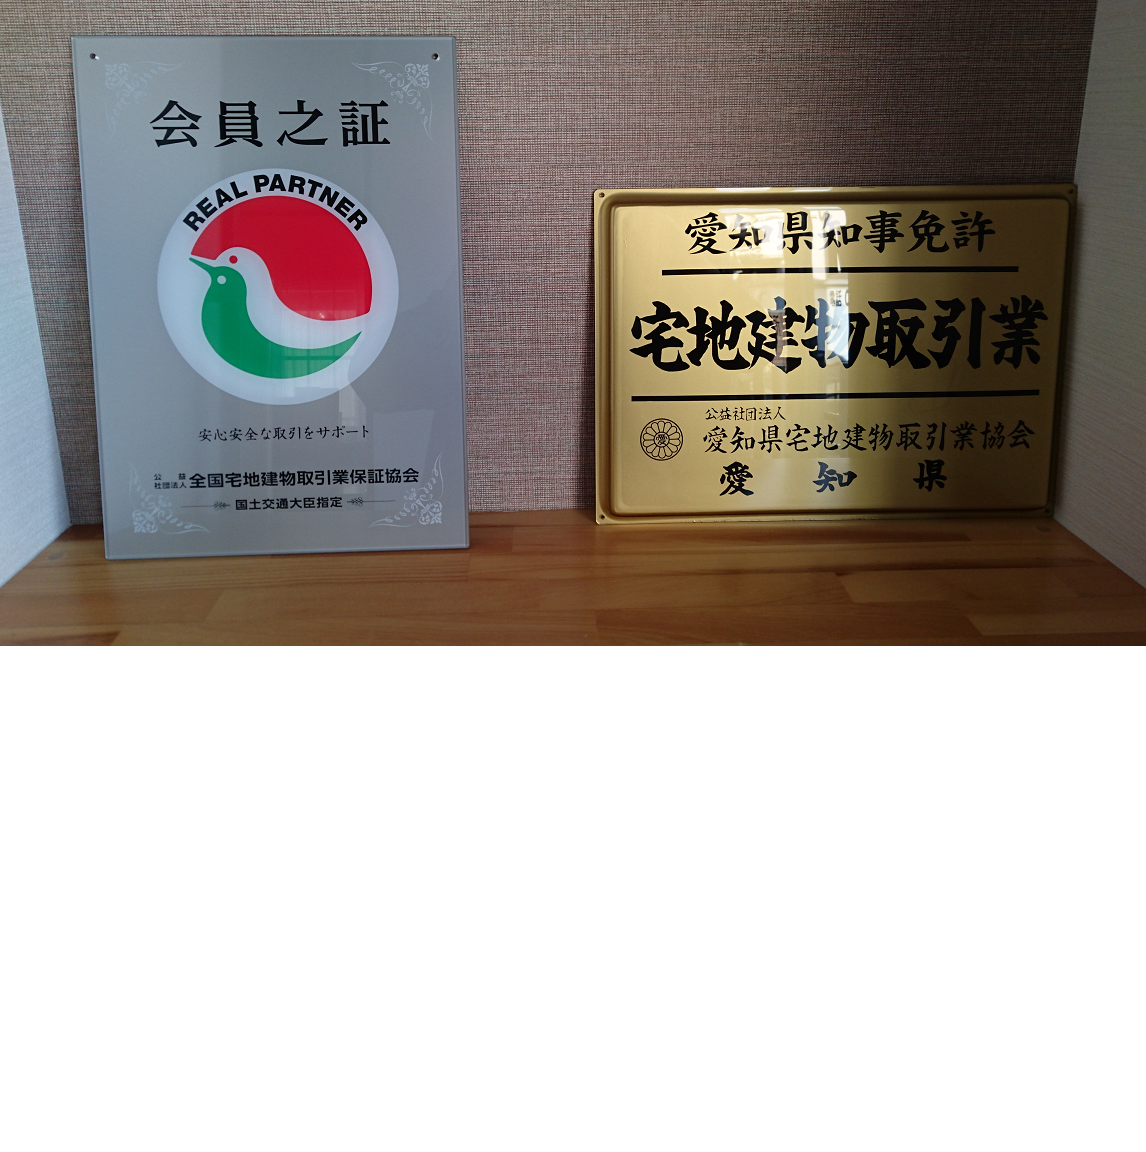 会員之証
REAL PARTNER
安心安全な取引をサポート
公益社団法人 全国宅地建物取引業保証協会
国土交通大臣指定
愛知県知事免許
宅地建物取引業
公益社団法人
愛知県宅地建物取引業協会
愛知県